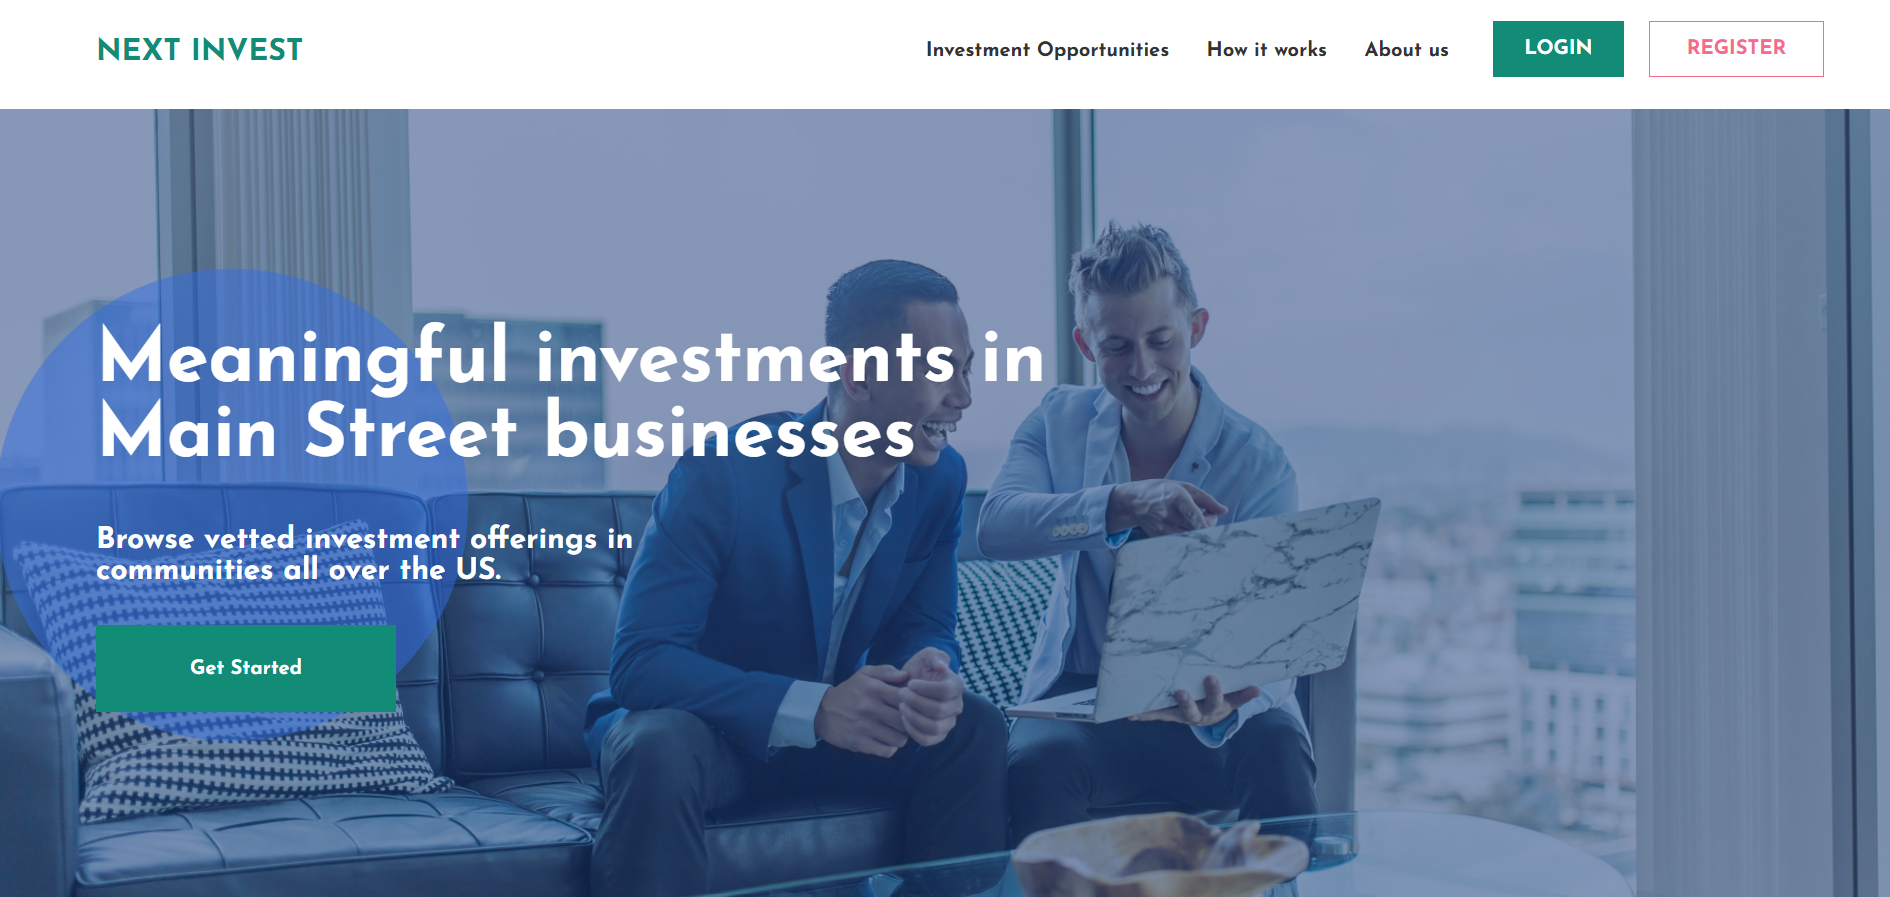 NEXT INVEST
Investment Opportunities
How it works
About us
LOGIN
REGISTER
Meaningful investments in
Main Street businesses
Browse vetted investment offerings in
communities all over the US.
Get Started